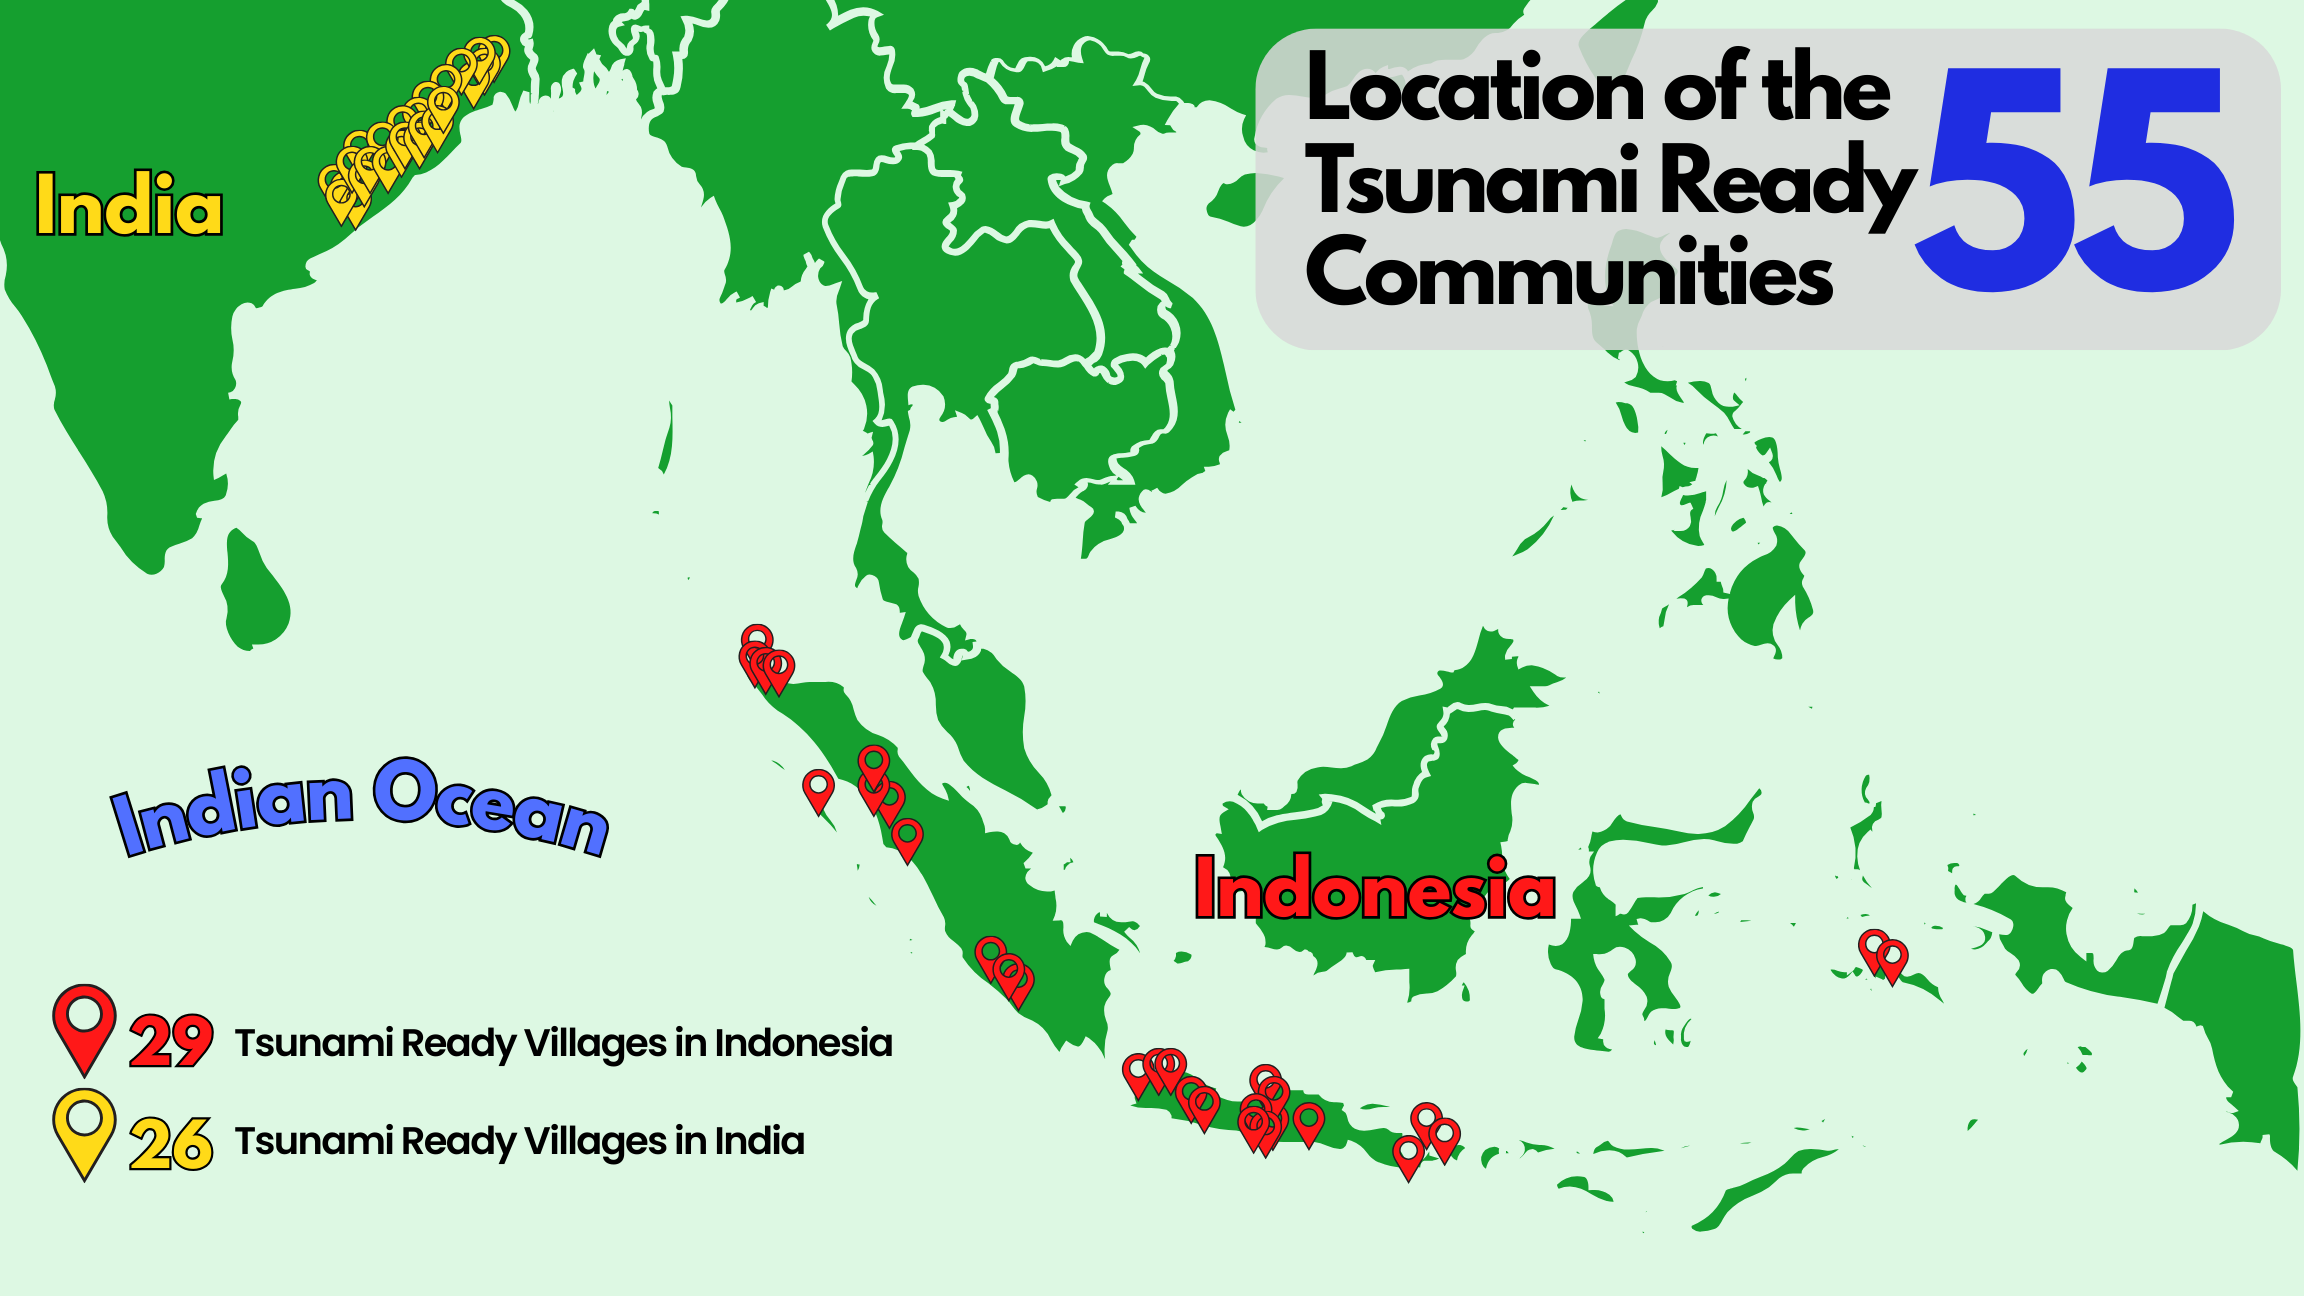 Location of the
Tsunami Ready
Communities
55
India
Indian Ocean
Indonesia
29 Tsunami Ready Villages in Indonesia
26 Tsunami Ready Villages in India